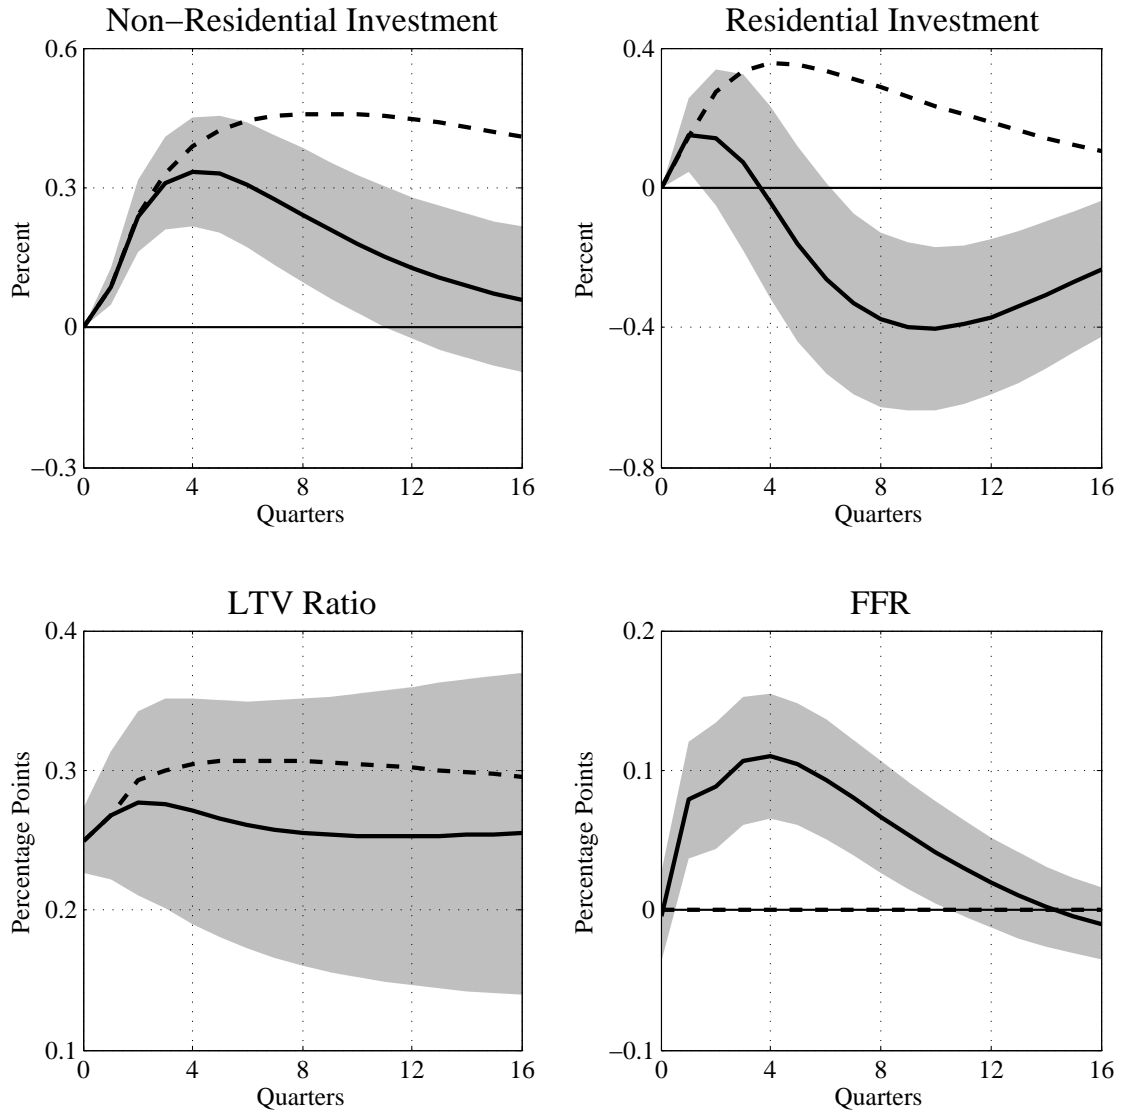 Non−Residential Investment
0.6
0.3
0
−0.3
Percent
0 4 8 12 16
Quarters
Residential Investment
0.4
0
−0.4
−0.8
Percent
0 4 8 12 16
Quarters
LTV Ratio
0.4
0.3
0.2
0.1
Percentage Points
0 4 8 12 16
Quarters
FFR
0.2
0.1
0
−0.1
Percentage Points
0 4 8 12 16
Quarters